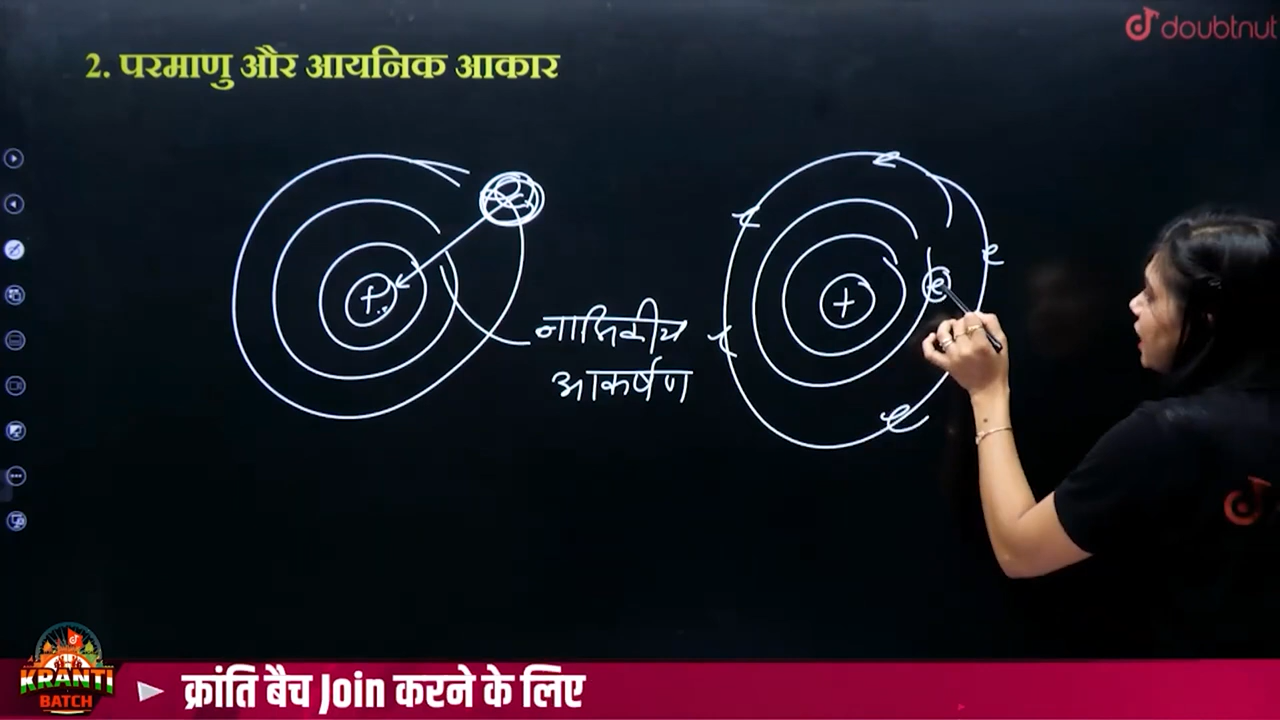 doubtnut
2. परमाणु और आयनिक आकार
e
e
e
e
e
+
+
e
e
नाभिकीय
आकर्षण
KRANTI
BATCH
क्रांति बैच Join करने के लिए